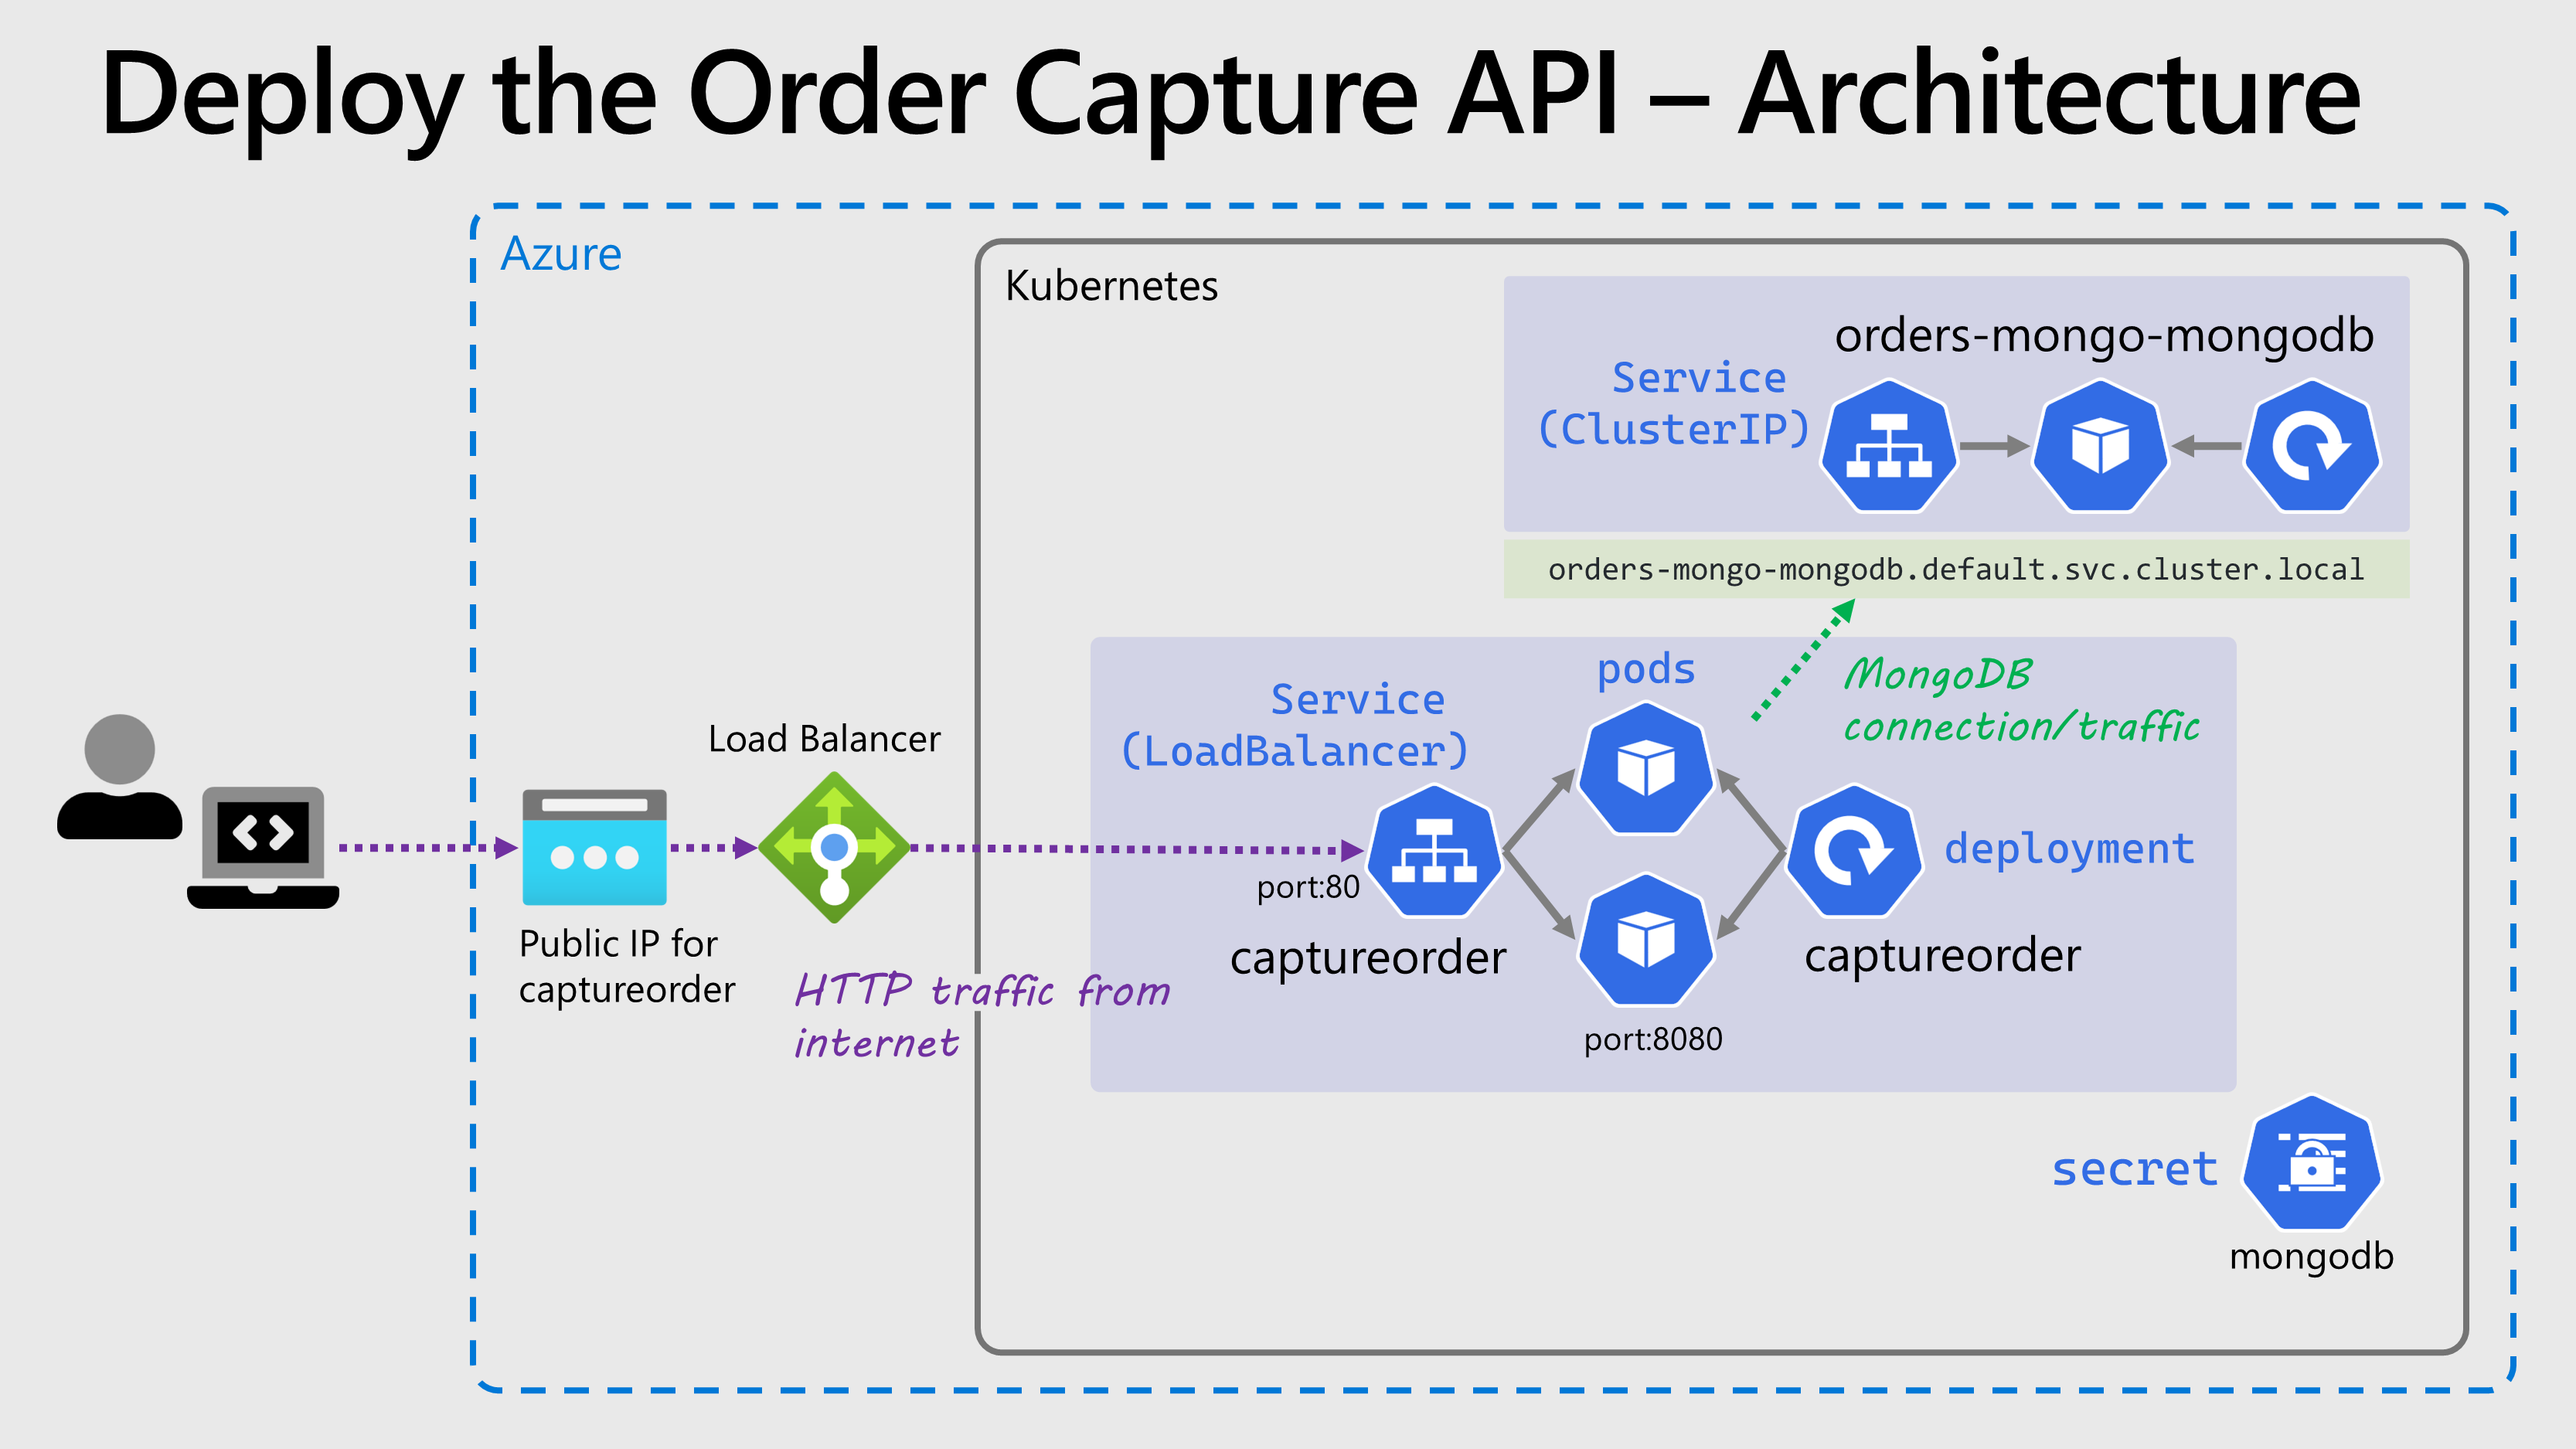 Deploy the Order Capture API – Architecture
Azure
Kubernetes
orders-mongo-mongodb
Service
(ClusterIP)
orders-mongo-mongodb.default.svc.cluster.local
pods
MongoDB
connection/traffic
Service
(LoadBalancer)
Load Balancer
deployment
port:80
captureorder
captureorder
Public IP for
captureorder
HTTP traffic from
internet
port:8080
secret
mongodb